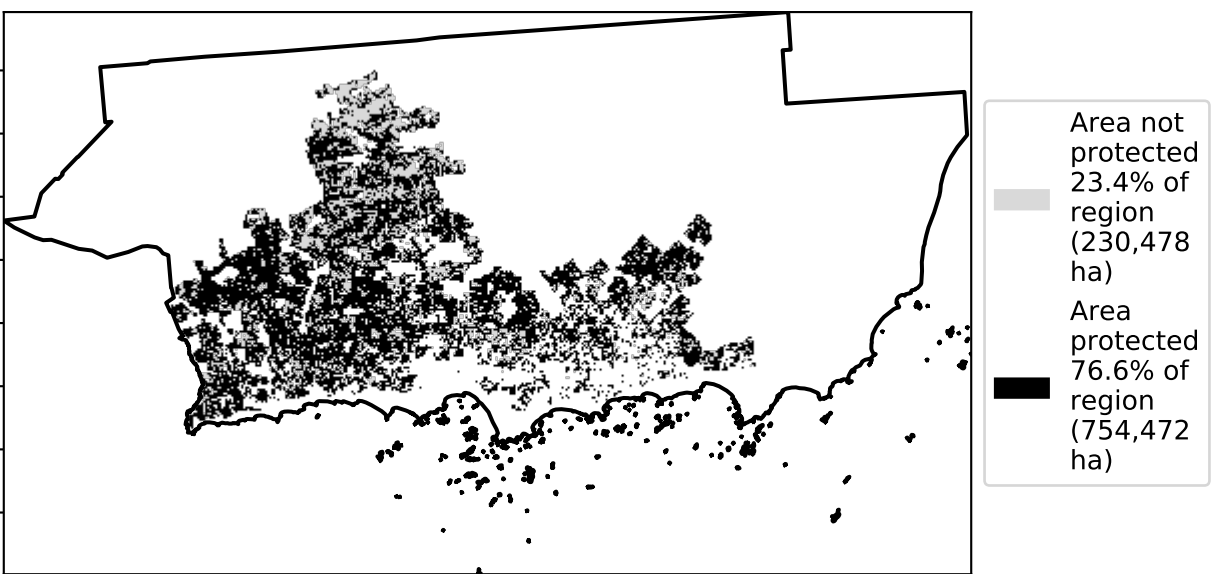 Area not
protected
23.4% of
region
(230,478
ha)
Area
protected
76.6% of
region
(754,472
ha)